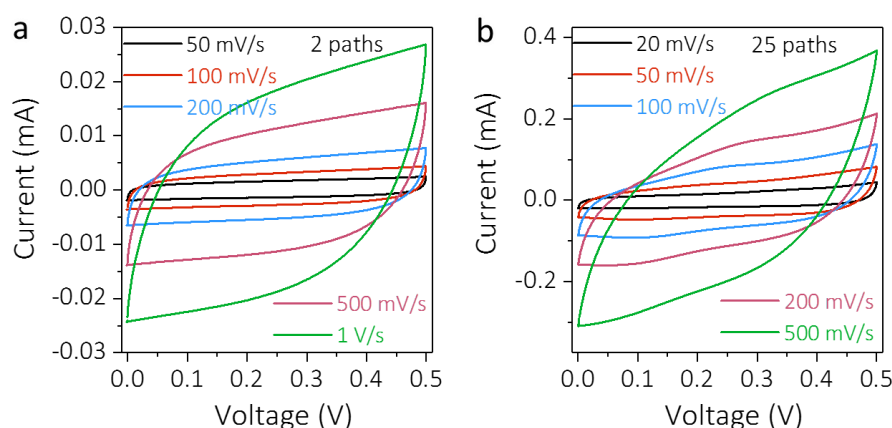 a
0.03
0.02
0.01
0.00
-0.01
-0.02
-0.03
Current (mA)
50 mV/s
2 paths
100 mV/s
200 mV/s
500 mV/s
1 V/s
0.0 0.1 0.2 0.3 0.4 0.5
Voltage (V)
b
0.4
0.2
0.0
-0.2
Current (mA)
20 mV/s
25 paths
50 mV/s
100 mV/s
200 mV/s
500 mV/s
0.0 0.1 0.2 0.3 0.4 0.5
Voltage (V)